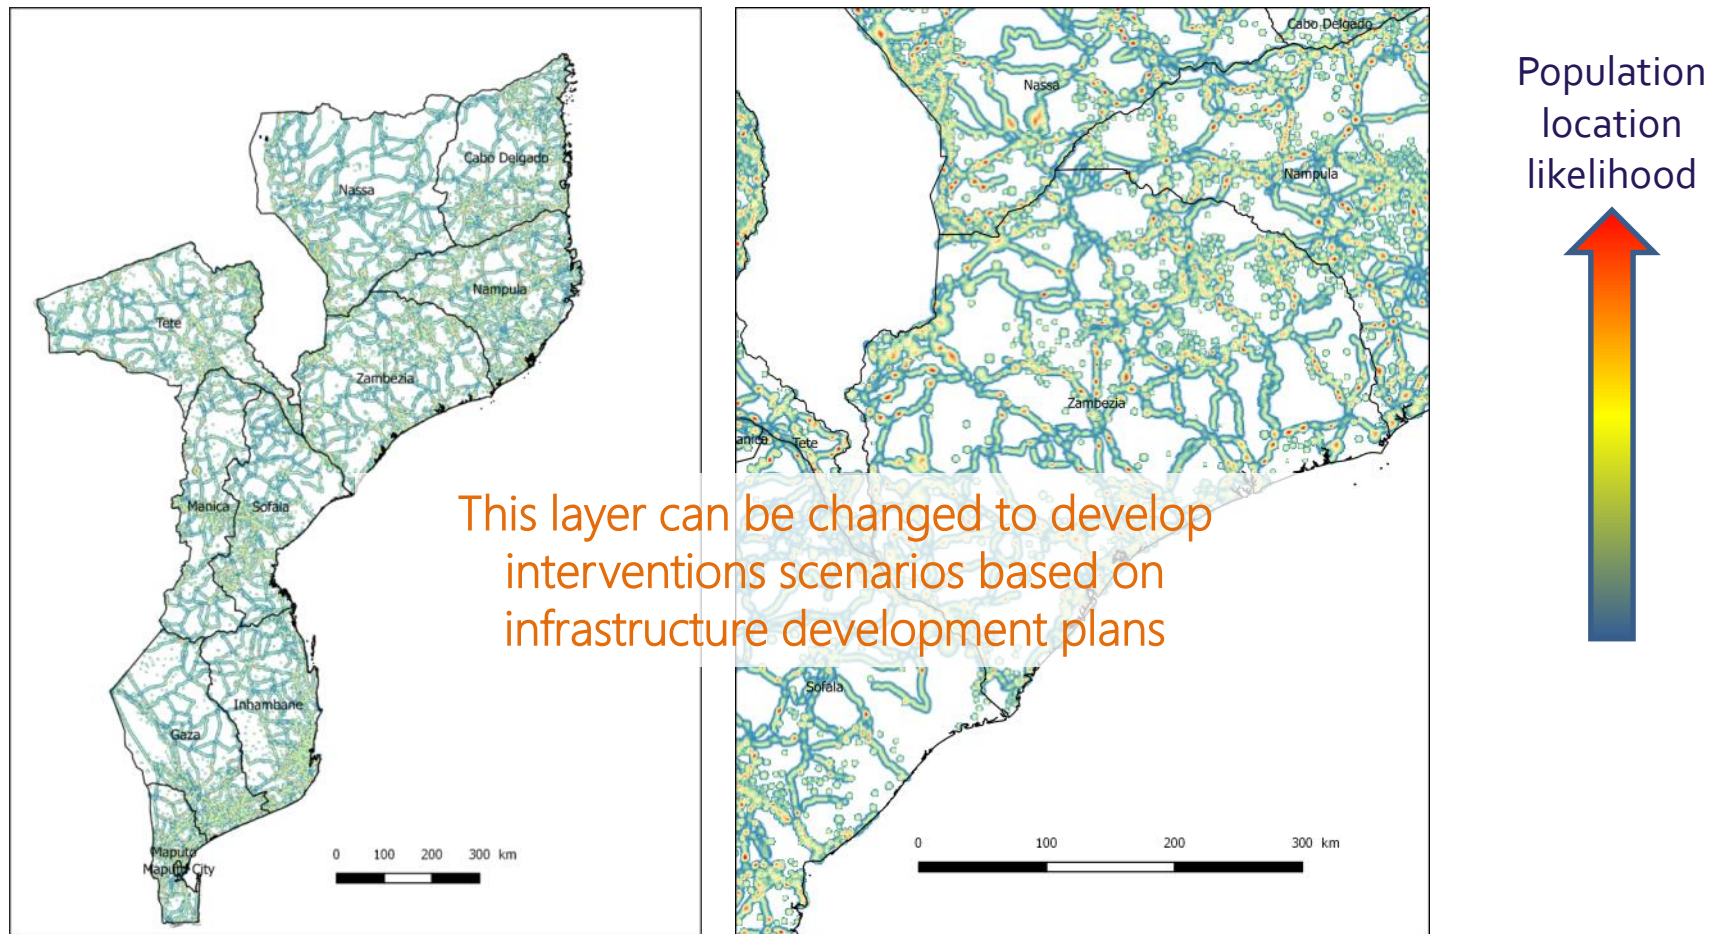 Cabo Delgado
Nassa
Nampula
Tete
Zambezia
Manica
Sofala
Inhambane
Gaza
Maputo
Maputo City
0 100 200 300 km
Cabo Delgado
Nassa
Nampula
Zambezia
anica
Tete
Sofala
0 100 200 300 km
This layer can be changed to develop
interventions scenarios based on
infrastructure development plans
Population
location
likelihood